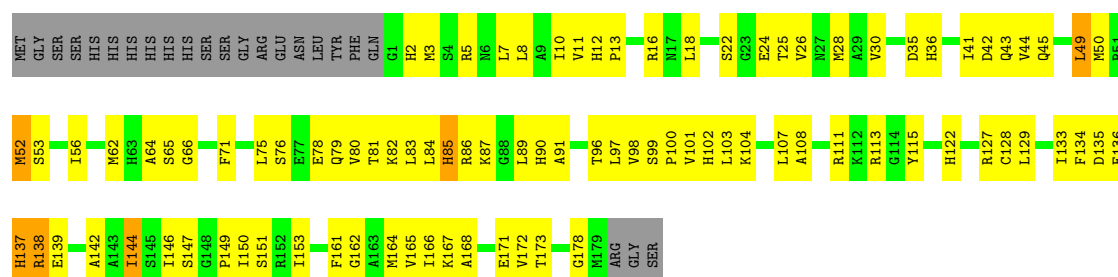 MET GLY SER SER HIS HIS HIS HIS HIS HIS SER SER GLY ARG GLU ASN LEU TYR PHE GLN G1 H2 M3 S4 R5 N6 L7 L8 A9 I10 V11 H12 P13 R16 N17 L18 S22 G23 E24 T25 V26 N27 M28 A29 V30 D35 H36 I41 D42 Q43 V44 Q45 L49 M50 R51
M52 S53 I56 M62 H63 A64 S65 G66 F71 L75 S76 E77 E78 Q79 V80 T81 K82 L83 L84 H85 R86 K87 G88 L89 H90 A91 T96 L97 V98 S99 P100 V101 H102 L103 K104 L107 A108 R111 K112 R113 G114 Y115 H122 R127 C128 L129 I133 F134 D135 E136
H137 R138 E139 A142 A143 I144 S145 I146 S147 G148 P149 I150 S151 R152 I153 F161 G162 A163 M164 V165 I166 K167 A168 E171 V172 T173 G178 M179 ARG GLY SER